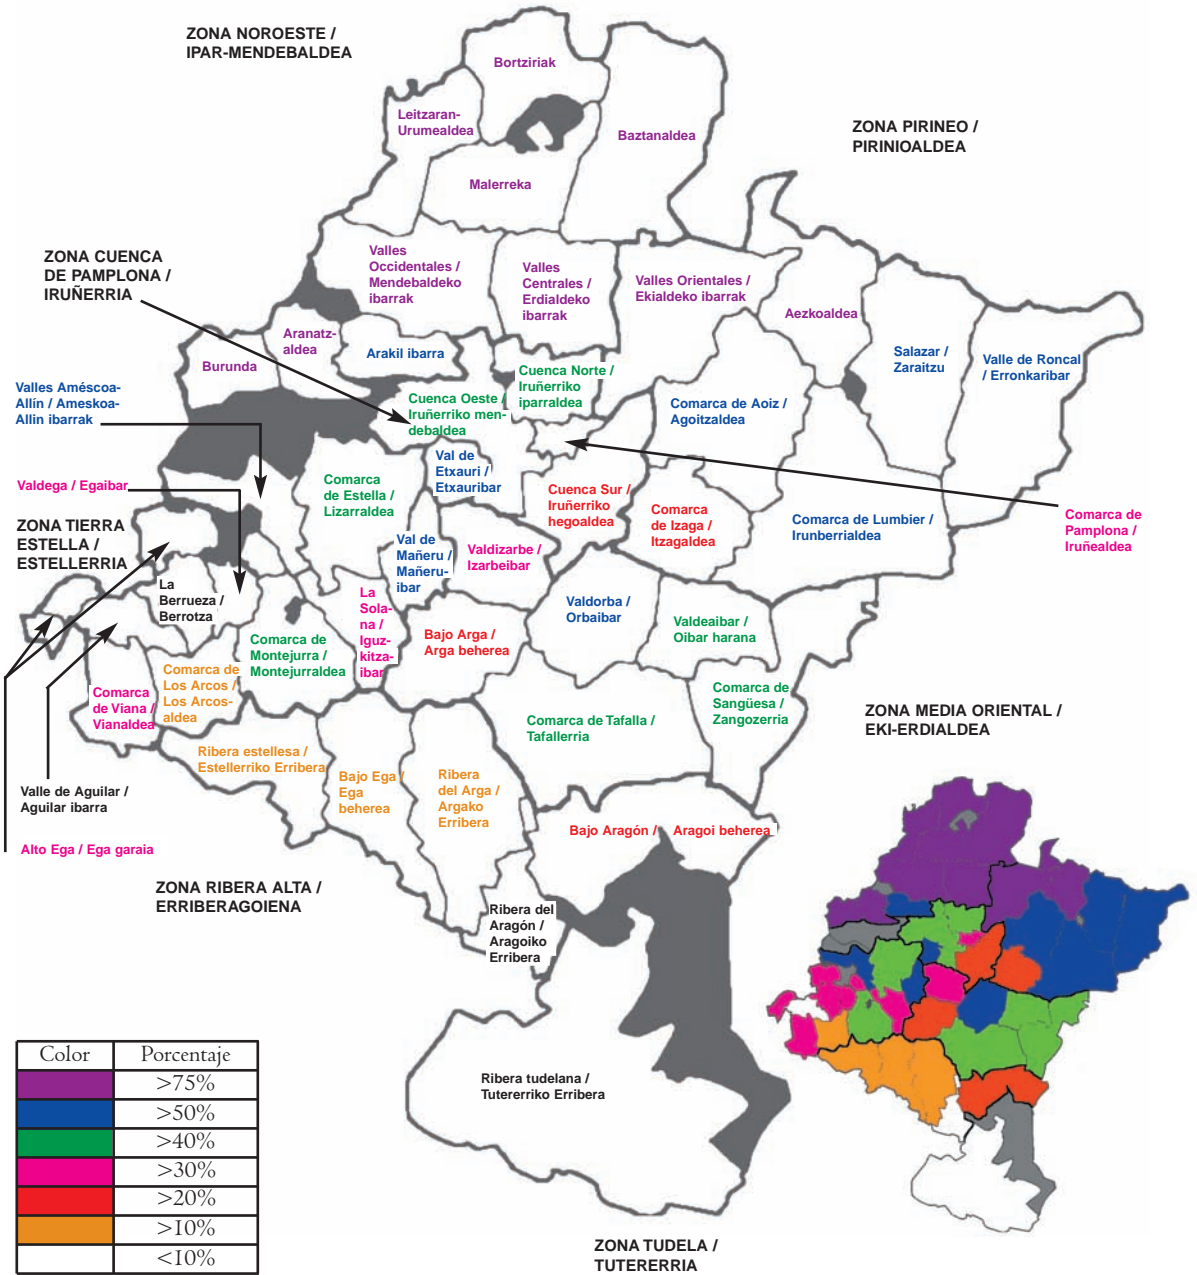 ZONA NOROESTE /
IPAR-MENDEBALDEA
Bortziriak
Leitzaran-
Urumealdea
Baztanaldea
ZONA PIRINEO /
PIRINIOALDEA
Malerreka
ZONA CUENCA
DE PAMPLONA /
IRUÑERRIA
Valles
Occidentales /
Mendebaldeko
ibarrak
Valles
Centrales /
Erdialdeko
ibarrak
Valles Orientales /
Ekialdeko ibarrak
Aezkoaldea
Aranatz-
aldea
Burunda
Arakil ibarra
Salazar /
Zaraitzu
Valle de Roncal
/ Erronkaribar
Valles Améscoa-
Allín / Ameskoa-
Allin ibarrak
Cuenca Norte /
Iruñerriko
iparraldea
Cuenca Oeste /
Iruñerriko men-
debaldea
Comarca de Aoiz /
Agoitzaldea
Val de
Etxauri /
Etxauribar
Comarca
de Estella /
Lizarraldea
Valdega / Egaibar
Cuenca Sur /
Iruñerriko
hegoaldea
Comarca
de Izaga /
Itzagaldea
Comarca de Lumbier /
Irunberrialdea
Comarca de
Pamplona /
Iruñealdea
ZONA TIERRA
ESTELLA /
ESTELLERRIA
Val de
Mañeru /
Mañeru-
ibar
Valdizarbe /
Izarbeibar
La
Berrueza /
Berrotza
La
Sola-
na /
Iguz-
kitza-
ibar
Valdorba /
Orbaibar
Valdeaibar /
Oibar harana
Comarca de
Montejurra /
Montejurraldea
Bajo Arga /
Arga beherea
Comarca de
Los Arcos /
Los Arcos-
aldea
Comarca
de Viana /
Vianaldea
Comarca de
Sangüesa /
Zangozerria
Comarca de Tafalla /
Tafallerria
ZONA MEDIA ORIENTAL /
EKI-ERDIALDEA
Ribera estellesa /
Estellerriko Erribera
Bajo Ega /
Ega
beherea
Ribera
del Arga /
Argako
Erribera
Valle de Aguilar /
Aguilar ibarra
Bajo Aragón / Aragoi beherea
Alto Ega / Ega garaia
ZONA RIBERA ALTA /
ERRIBERAGOIENA
Ribera del
Aragón /
Aragoiko
Erribera
Ribera tudelana /
Tutererriko Erribera
Color Porcentaje
>75%
>50%
>40%
>30%
>20%
>10%
<10%
ZONA TUDELA /
TUTERERRIA